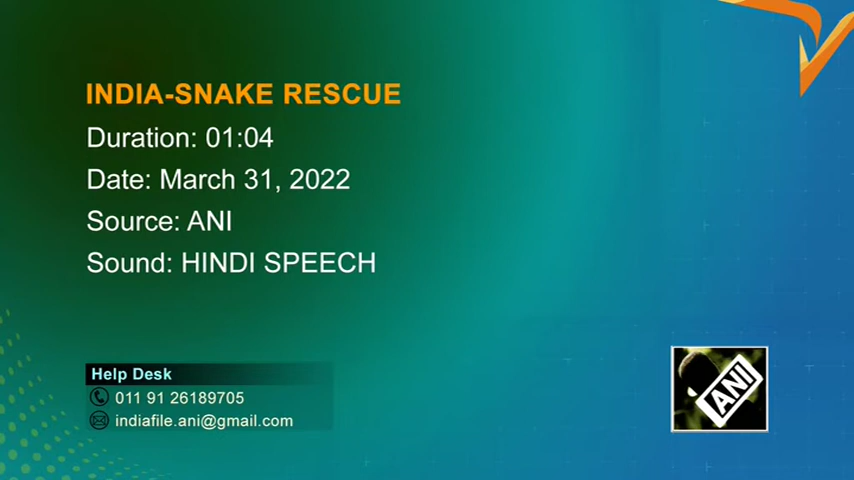 INDIA-SNAKE RESCUE
Duration: 01:04
Date: March 31, 2022
Source: ANI
Sound: HINDI SPEECH
Help Desk
011 91 26189705
indiafile.ani@gmail.com
ANI